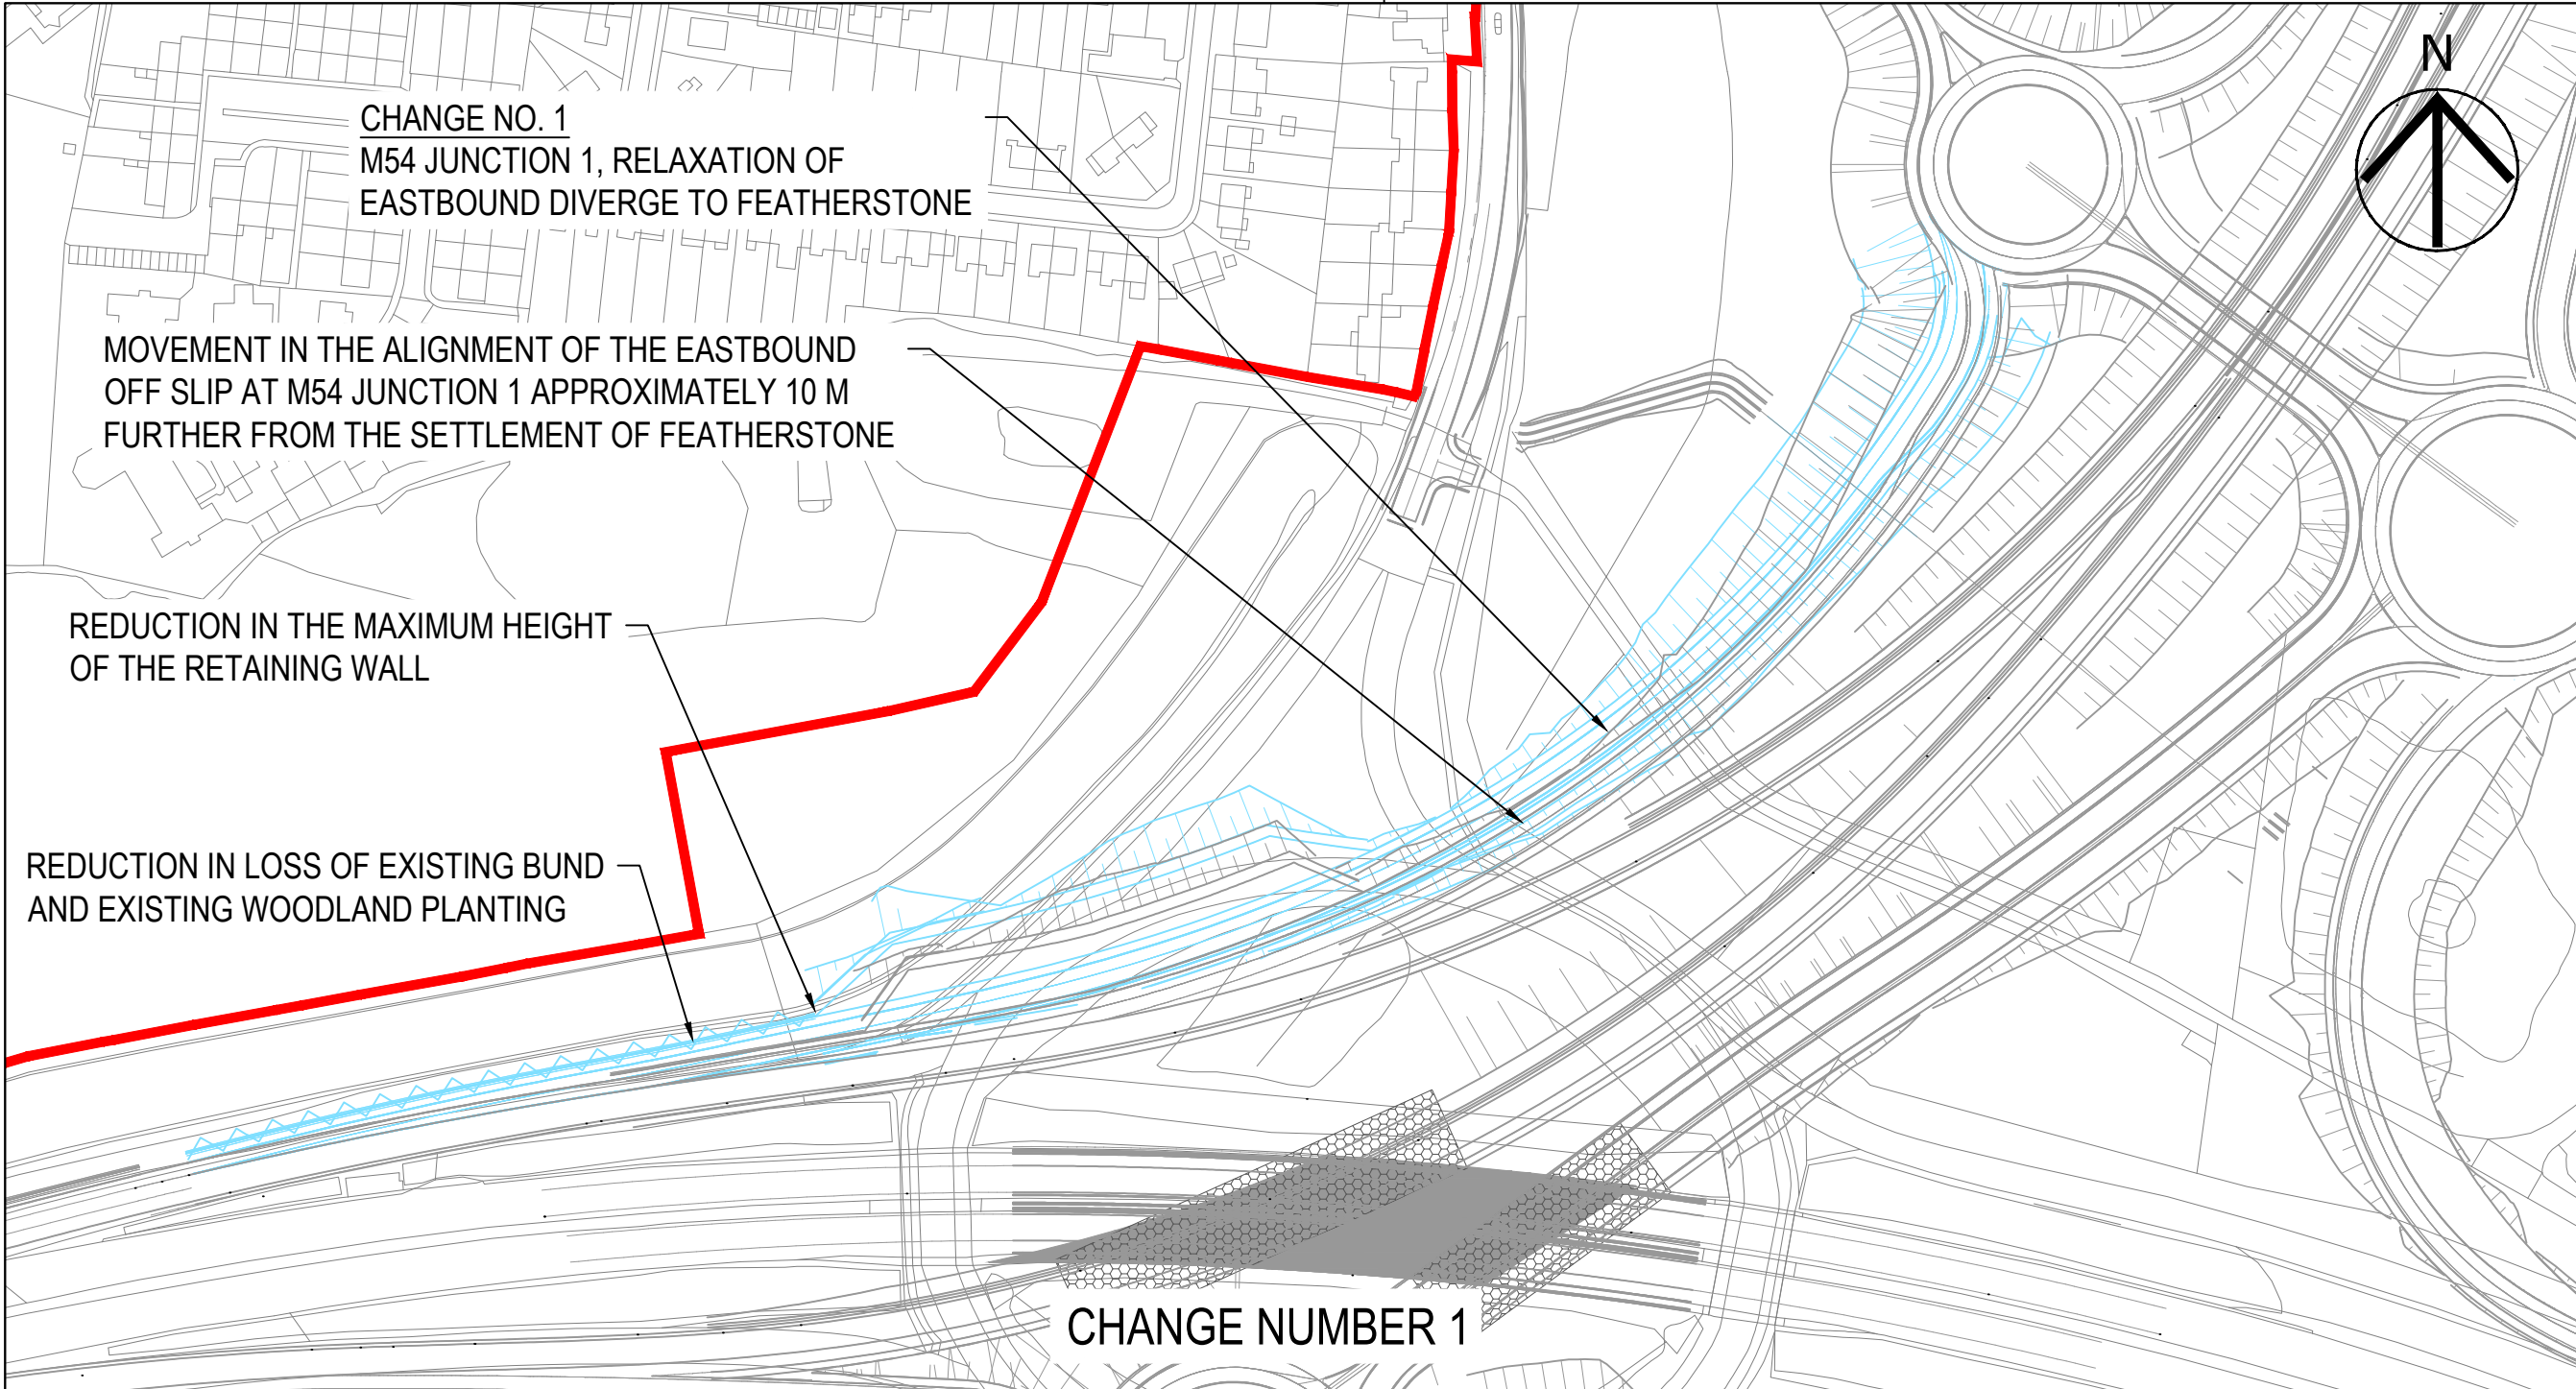 N
CHANGE NO. 1
M54 JUNCTION 1, RELAXATION OF
EASTBOUND DIVERGE TO FEATHERSTONE
MOVEMENT IN THE ALIGNMENT OF THE EASTBOUND
OFF SLIP AT M54 JUNCTION 1 APPROXIMATELY 10 M
FURTHER FROM THE SETTLEMENT OF FEATHERSTONE
REDUCTION IN THE MAXIMUM HEIGHT
OF THE RETAINING WALL
REDUCTION IN LOSS OF EXISTING BUND
AND EXISTING WOODLAND PLANTING
CHANGE NUMBER 1